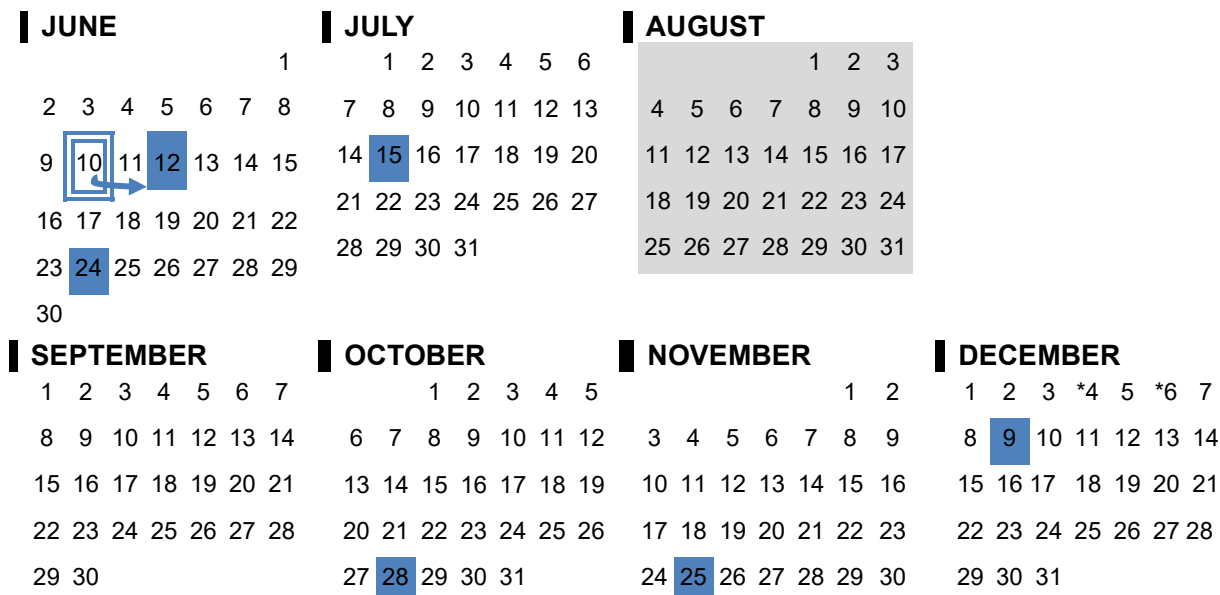 JUNE JULY AUGUST
1 1 2 3 4 5 6 1 2 3
2 3 4 5 6 7 8 7 8 9 10 11 12 13 4 5 6 7 8 9 10
9 10 11 12 13 14 15 14 15 16 17 18 19 20 11 12 13 14 15 16 17
16 17 18 19 20 21 22 21 22 23 24 25 26 27 18 19 20 21 22 23 24
23 24 25 26 27 28 29 28 29 30 31 25 26 27 28 29 30 31
30
SEPTEMBER OCTOBER NOVEMBER DECEMBER
1 2 3 4 5 6 7 1 2 3 4 5 1 2 1 2 3 *4 5 *6 7
8 9 10 11 12 13 14 6 7 8 9 10 11 12 3 4 5 6 7 8 9 8 9 10 11 12 13 14
15 16 17 18 19 20 21 13 14 15 16 17 18 19 10 11 12 13 14 15 16 15 16 17 18 19 20 21
22 23 24 25 26 27 28 20 21 22 23 24 25 26 17 18 19 20 21 22 23 22 23 24 25 26 27 28
29 30 27 28 29 30 31 24 25 26 27 28 29 30 29 30 31